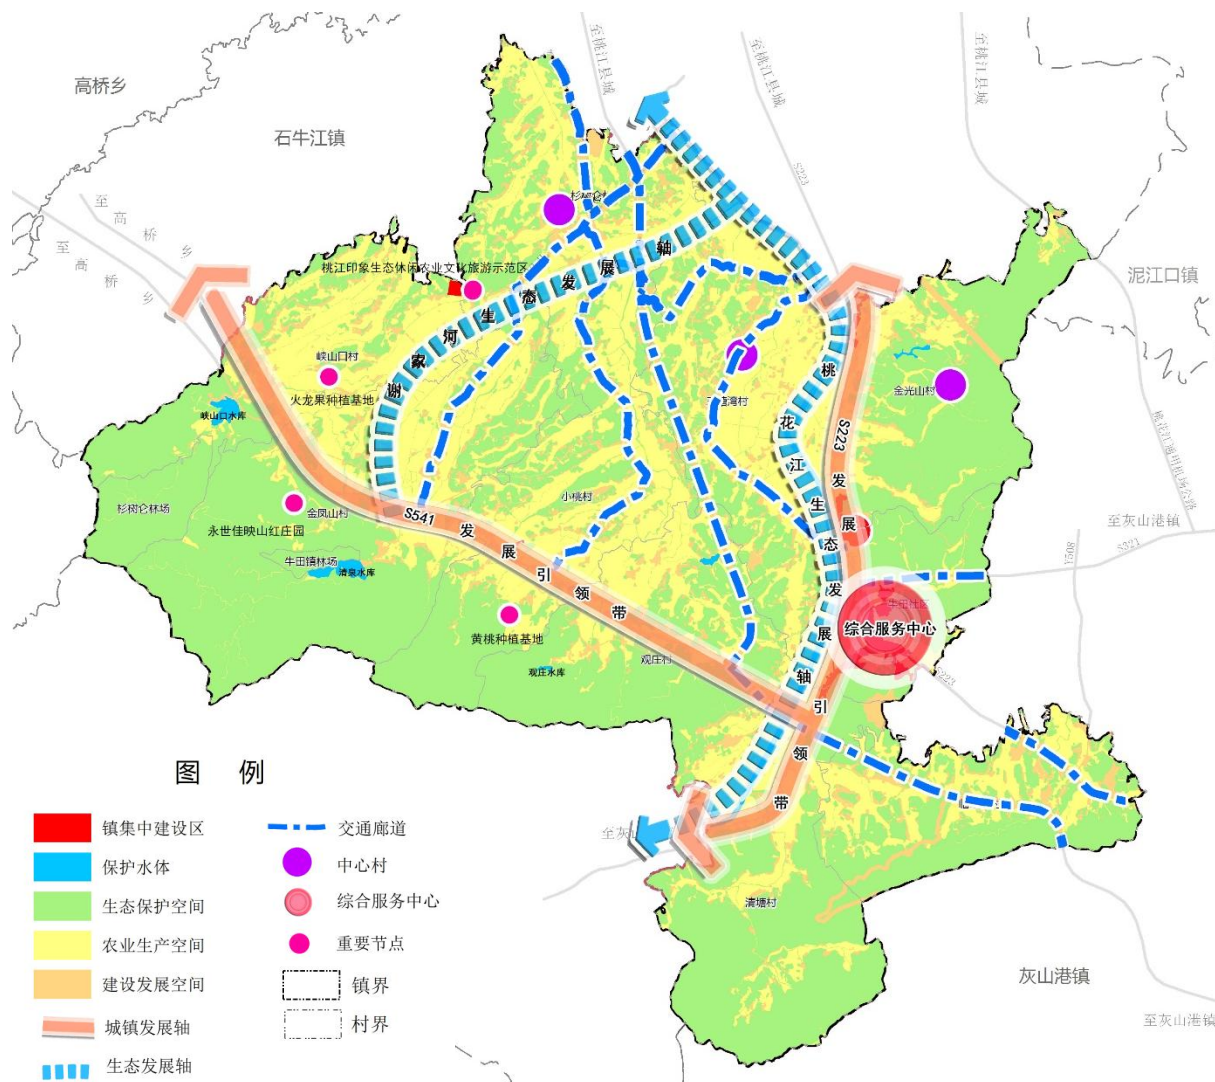 高桥乡
石牛江镇
至桃江县城
至桃江县城
至桃江县城
S223
泥江口镇
至高桥乡
至高桥乡
桃江印象生态休闲农业文化旅游示范区
谢家河生态发展轴
峡山口村
火龙果种植基地
峡山口水库
金光山村
桃花江生态发展轴
S223发展引领带
杉树仑林场
金凤山村
永世佳映山红庄园
牛田镇林场
清泉水库
小桃村
S541发展引领带
黄桃种植基地
观庄村
观庄水库
牛田社区
综合服务中心
至灰山港镇
S321
S223
至灰山
清塘村
灰山港镇
至灰山港镇
图 例
镇集中建设区
保护水体
生态保护空间
农业生产空间
建设发展空间
城镇发展轴
生态发展轴
交通廊道
中心村
综合服务中心
重要节点
镇界
村界